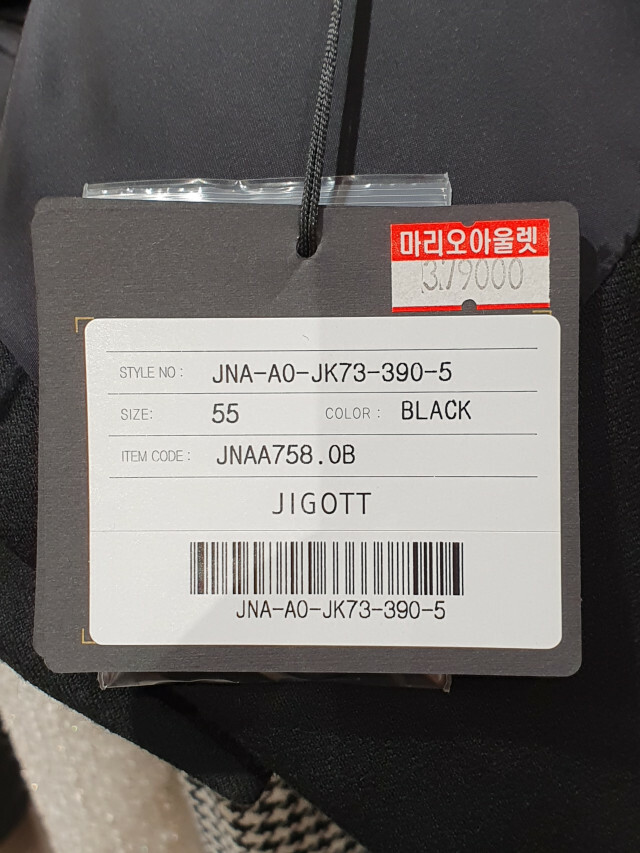 마리오아울렛
379000
STYLE NO : JNA-A0-JK73-390-5
SIZE: 55 COLOR : BLACK
ITEM CODE : JNAA758.0B
JIGOTT
JNA-A0-JK73-390-5